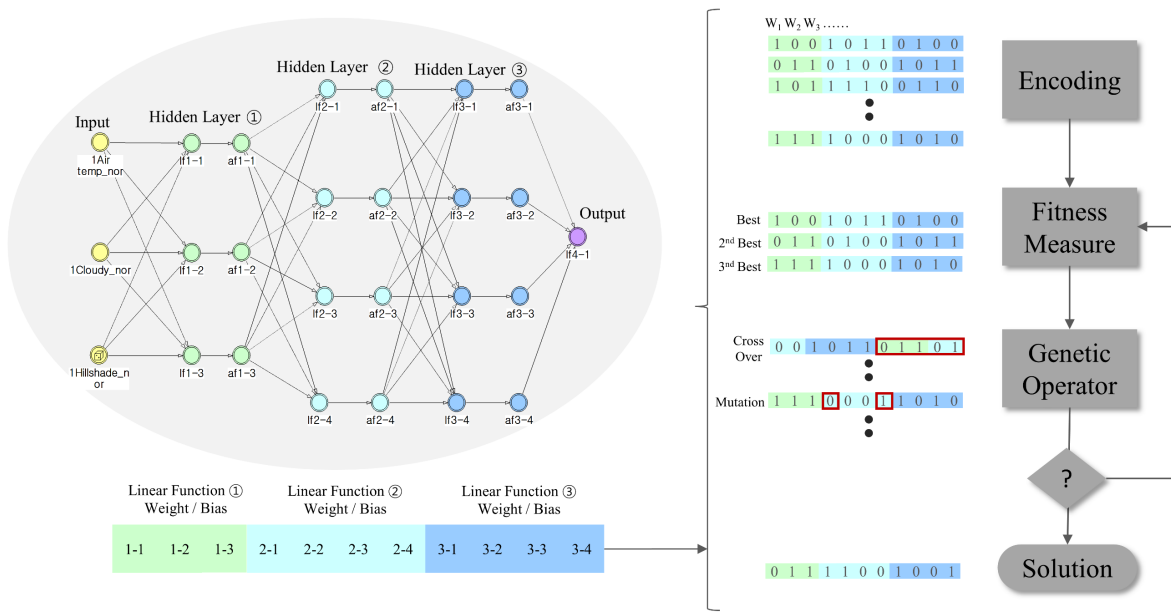 Input
Hidden Layer ①
Hidden Layer ②
Hidden Layer ③
Output
1Air
temp_nor
1Cloudy_nor
1Hillshade_n
or
lf1-1
af1-1
lf1-2
af1-2
lf1-3
af1-3
lf2-1
af2-1
lf2-2
af2-2
lf2-3
af2-3
lf2-4
af2-4
lf3-1
af3-1
lf3-2
af3-2
lf3-3
af3-3
lf3-4
af3-4
lf4-1
Linear Function ①
Weight / Bias
Linear Function ②
Weight / Bias
Linear Function ③
Weight / Bias
1-1 1-2 1-3 2-1 2-2 2-3 2-4 3-1 3-2 3-3 3-4
W1 W2 W3 ……
1 0 0 1 0 1 1 0 1 0 0
0 1 1 0 1 0 0 1 0 1 1
1 0 1 1 1 1 0 0 1 1 0
1 1 1 1 0 0 0 1 0 1 0
Best 1 0 0 1 0 1 1 0 1 0 0
2nd Best 0 1 1 0 1 0 0 1 0 1 1
3nd Best 1 1 1 1 0 0 0 1 0 1 0
Cross
Over
0 0 1 0 1 1 0 1 1 0 1
Mutation 1 1 1 0 0 0 1 1 0 1 0
0 1 1 1 1 0 0 1 0 0 1
Encoding
Fitness
Measure
Genetic
Operator
?
Solution